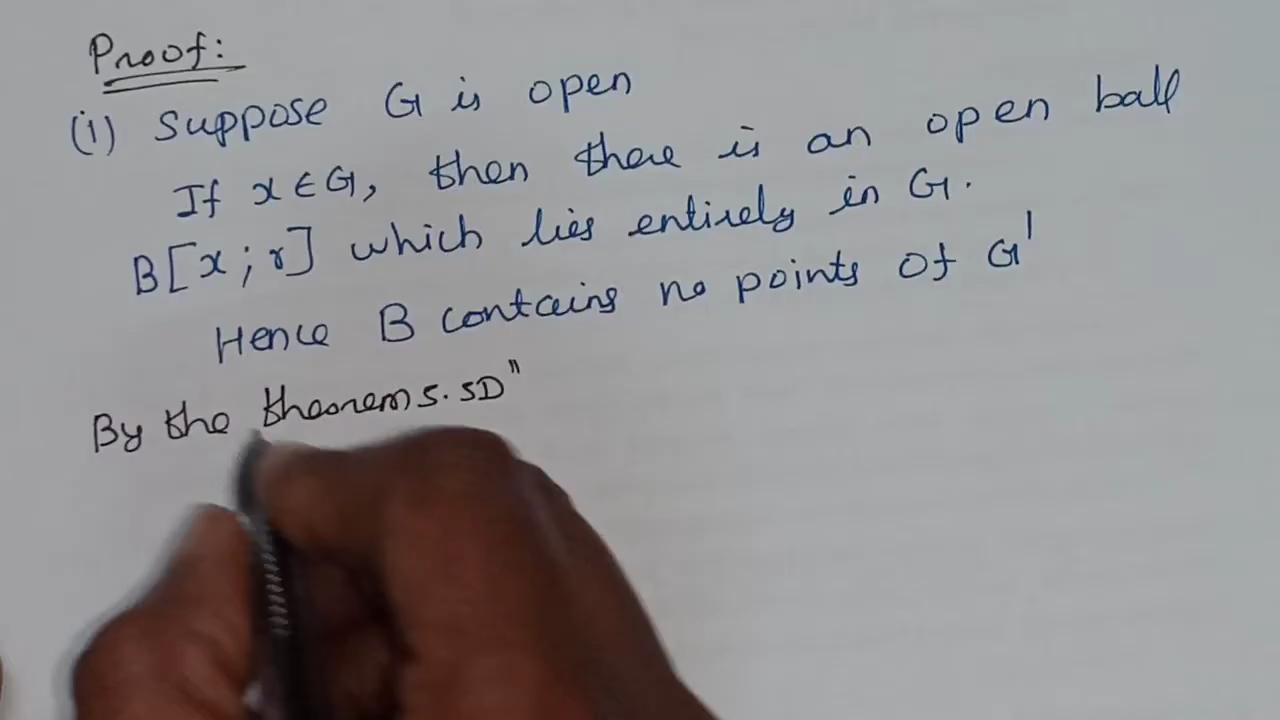 Proof:
(i) Suppose G is open
If x ∈ G, then there is an open ball
B[x; r] which lies entirely in G.
Hence B contains no points of G'
By the theorem 5.5D"